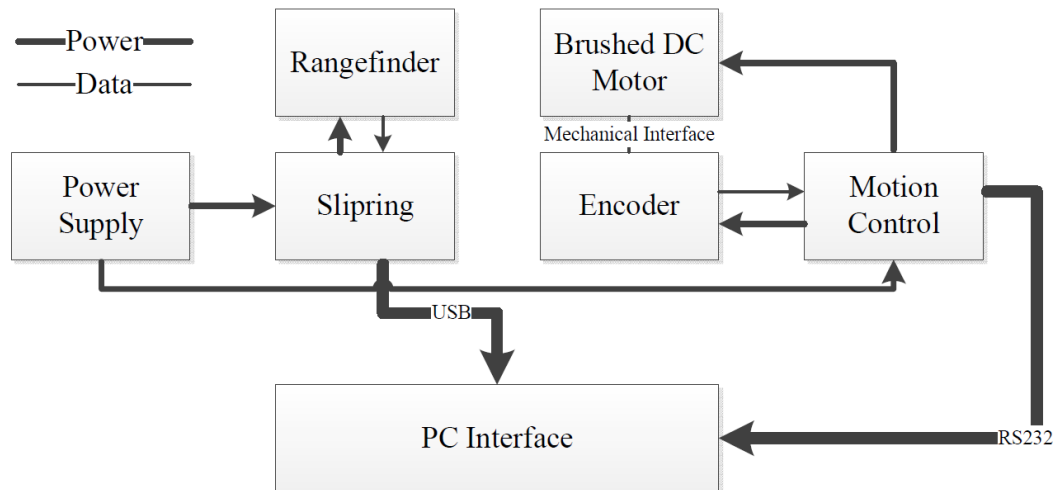 Power
Data
Rangefinder
Brushed DC
Motor
Mechanical Interface
Power
Supply
Slipring
Encoder
Motion
Control
USB
PC Interface
RS232